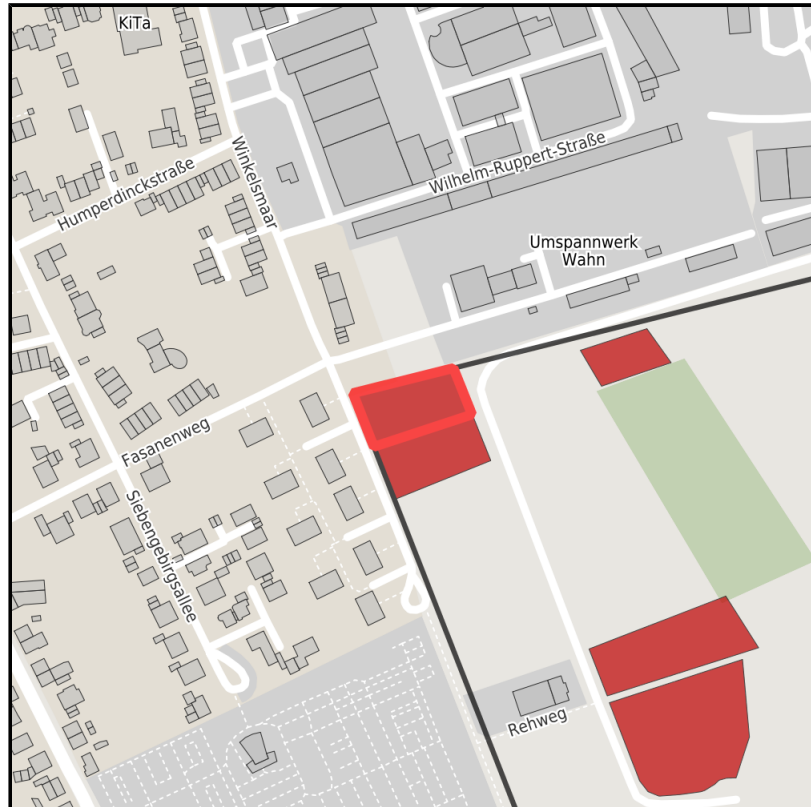 KiTa
Humperdinckstraße
Winkelsmaar
Wilhelm-Ruppert-Straße
Umspannwerk
Wahn
Fasanenweg
Siebengebirgsallee
Rehweg